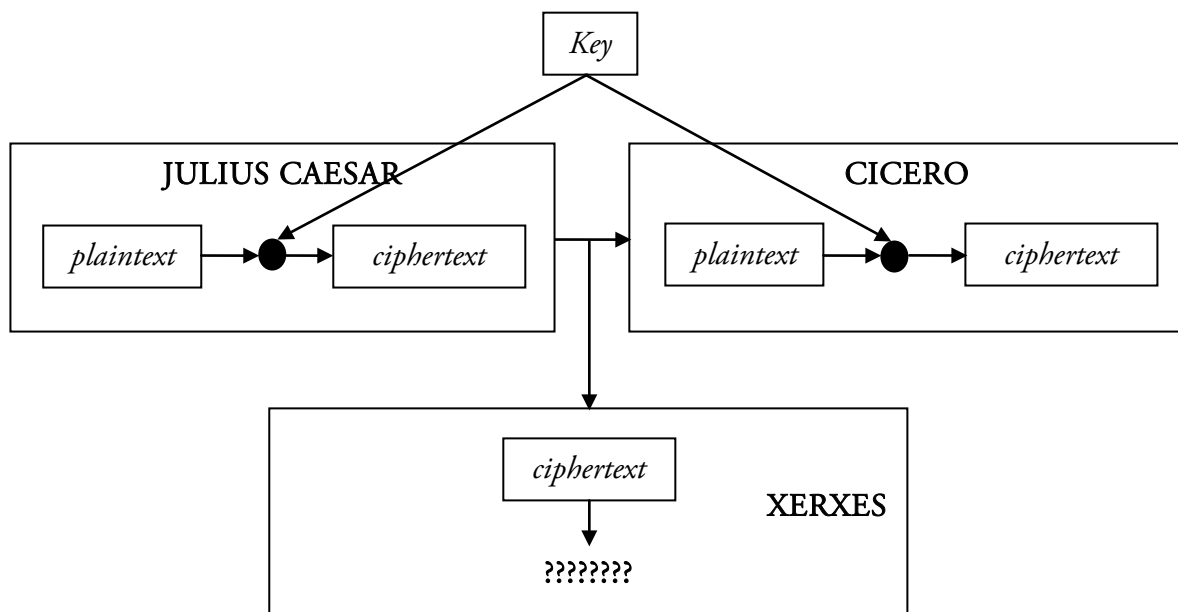 Key
JULIUS CAESAR
plaintext
ciphertext
CICERO
plaintext
ciphertext
ciphertext
XERXES
????????